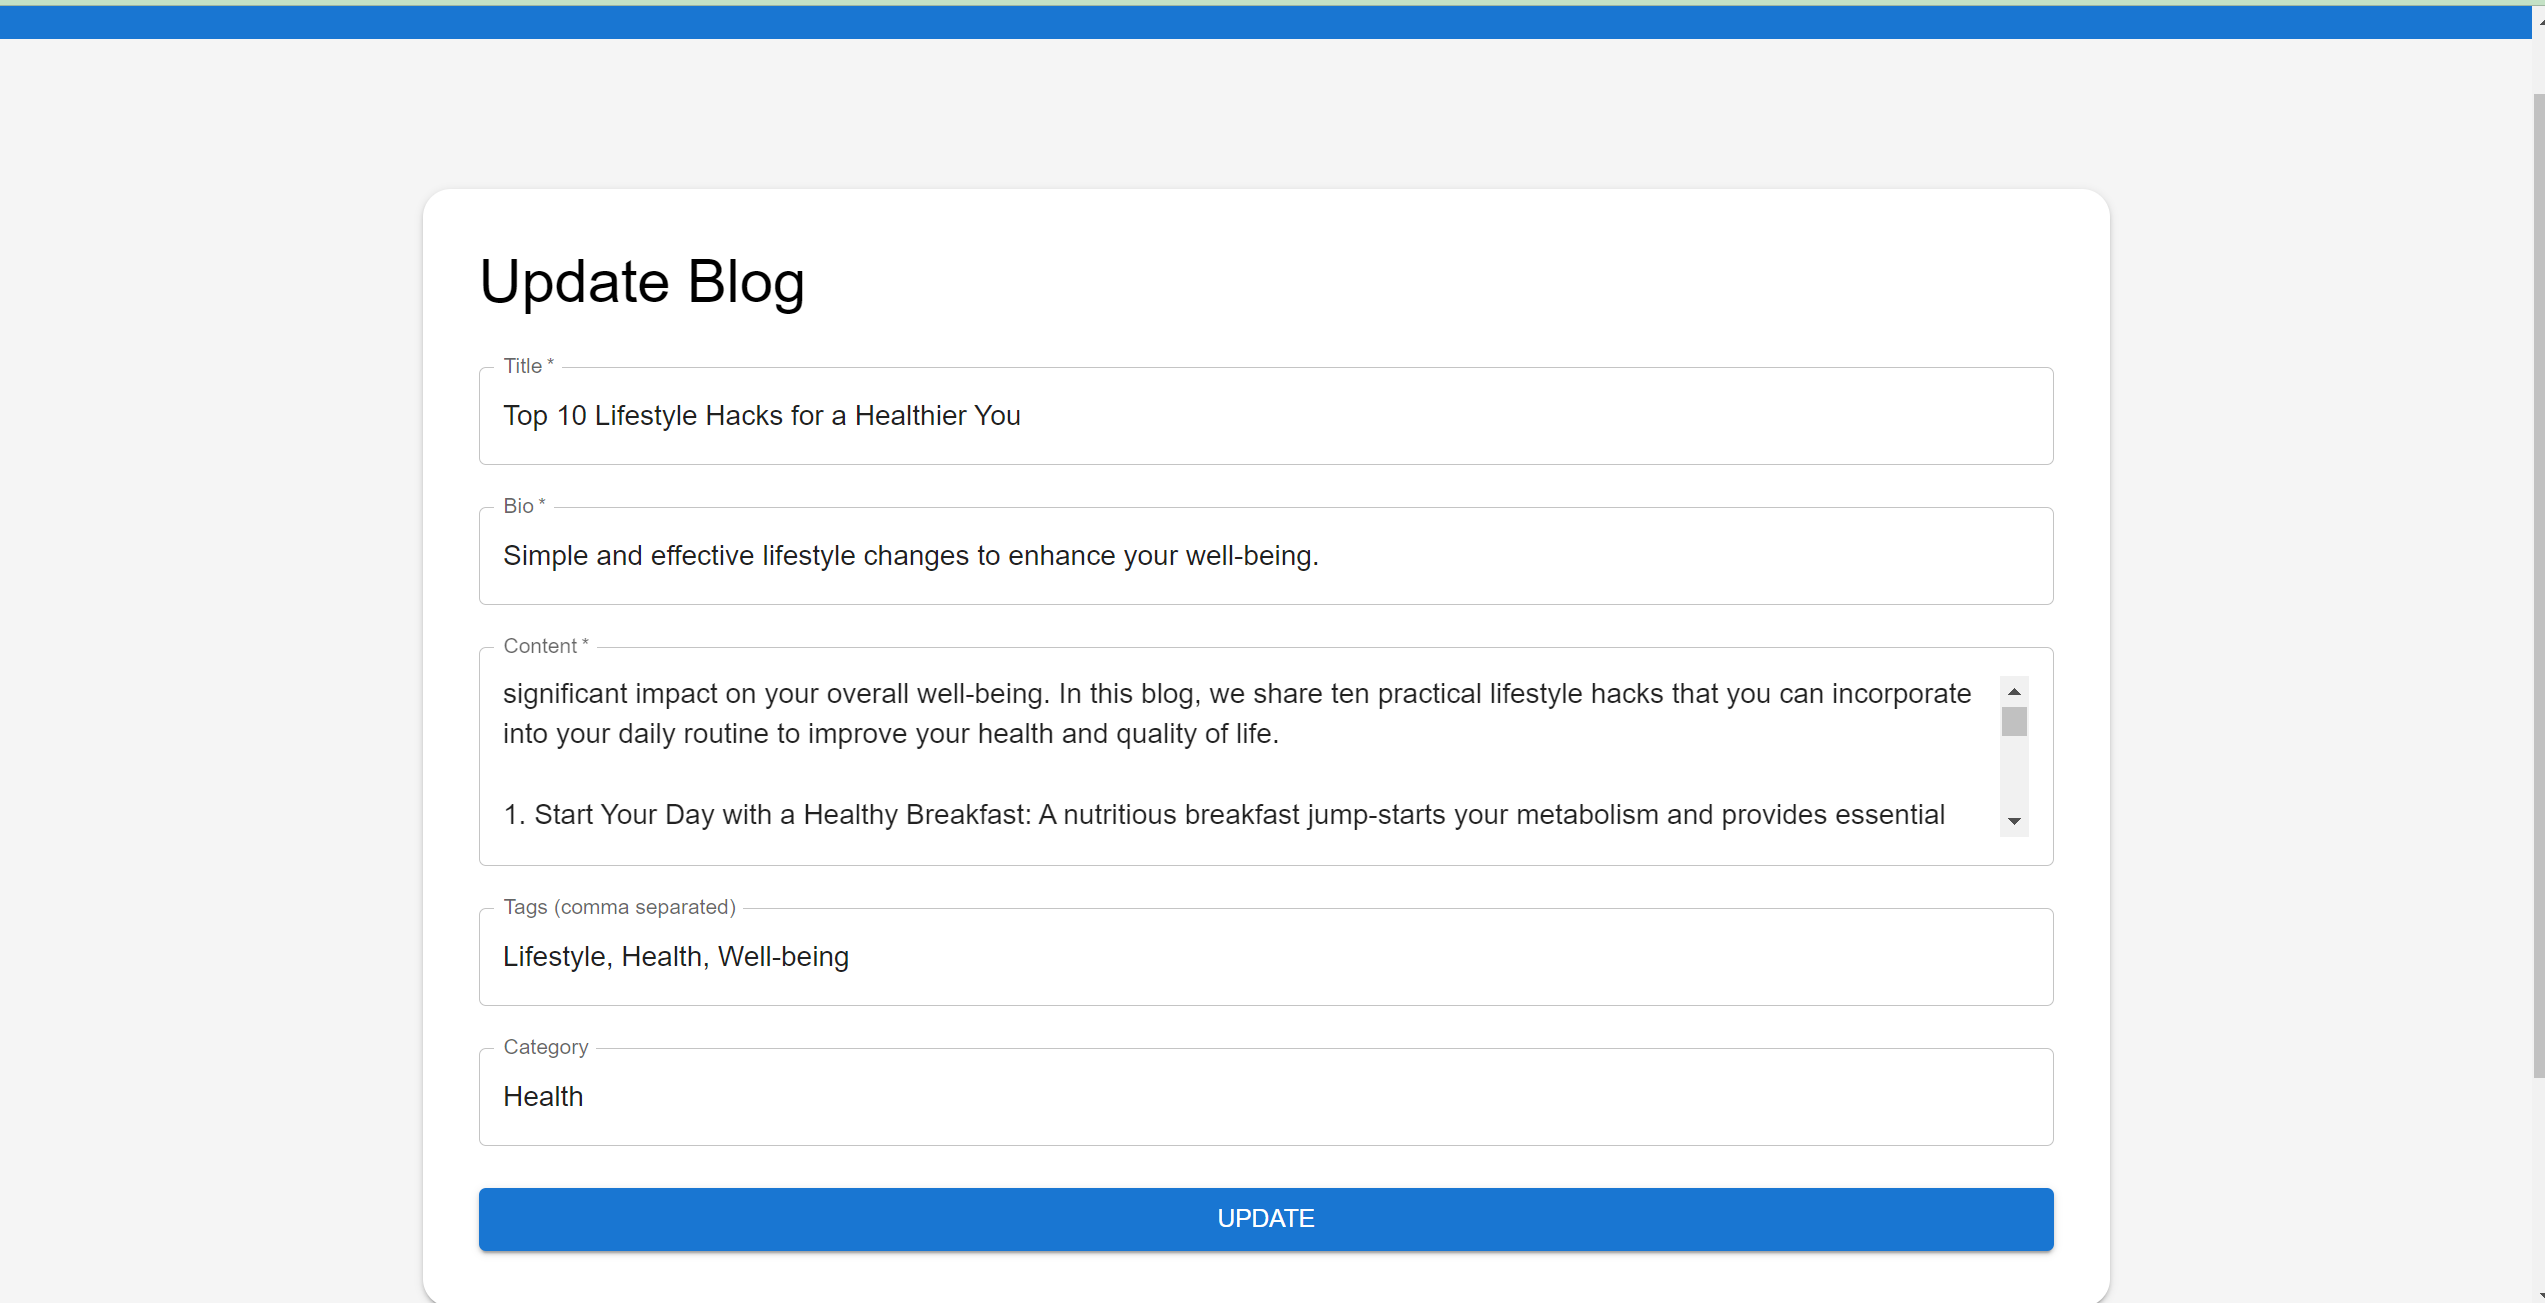 Update Blog
Title *
Top 10 Lifestyle Hacks for a Healthier You
Bio *
Simple and effective lifestyle changes to enhance your well-being.
Content *
significant impact on your overall well-being. In this blog, we share ten practical lifestyle hacks that you can incorporate
into your daily routine to improve your health and quality of life.
1. Start Your Day with a Healthy Breakfast: A nutritious breakfast jump-starts your metabolism and provides essential
Tags (comma separated)
Lifestyle, Health, Well-being
Category
Health
UPDATE